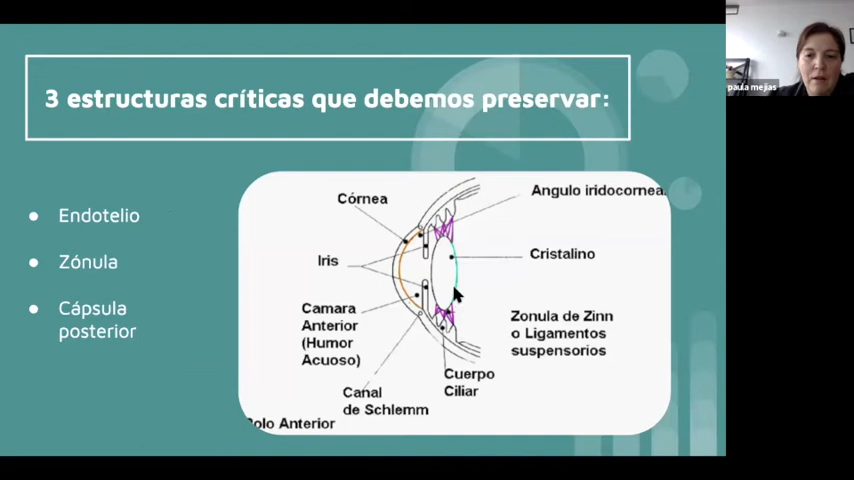 3 estructuras críticas que debemos preservar:
paula mejias
● Endotelio
● Zónula
● Cápsula
posterior
Córnea
Angulo iridocornea
Iris
Cristalino
Camara
Anterior
(Humor
Acuoso)
Zonula de Zinn
o Ligamentos
suspensorios
Cuerpo
Ciliar
Canal
de Schlemm
Polo Anterior